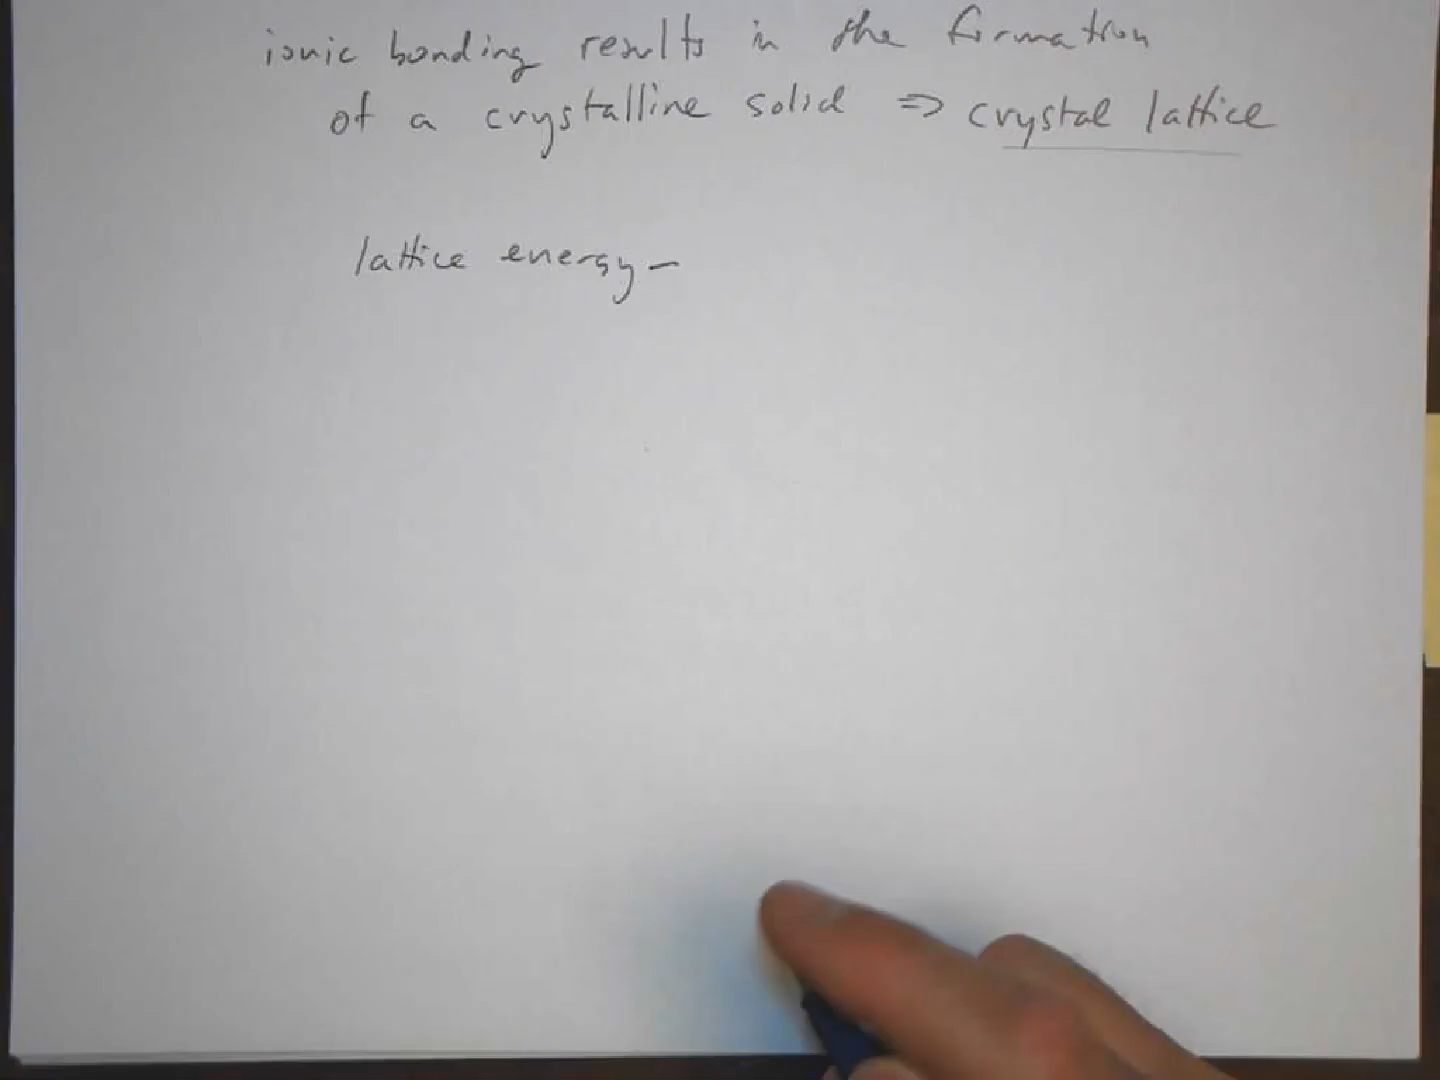 ionic bonding results in the formation
of a crystalline solid ⇒ crystal lattice
lattice energy –